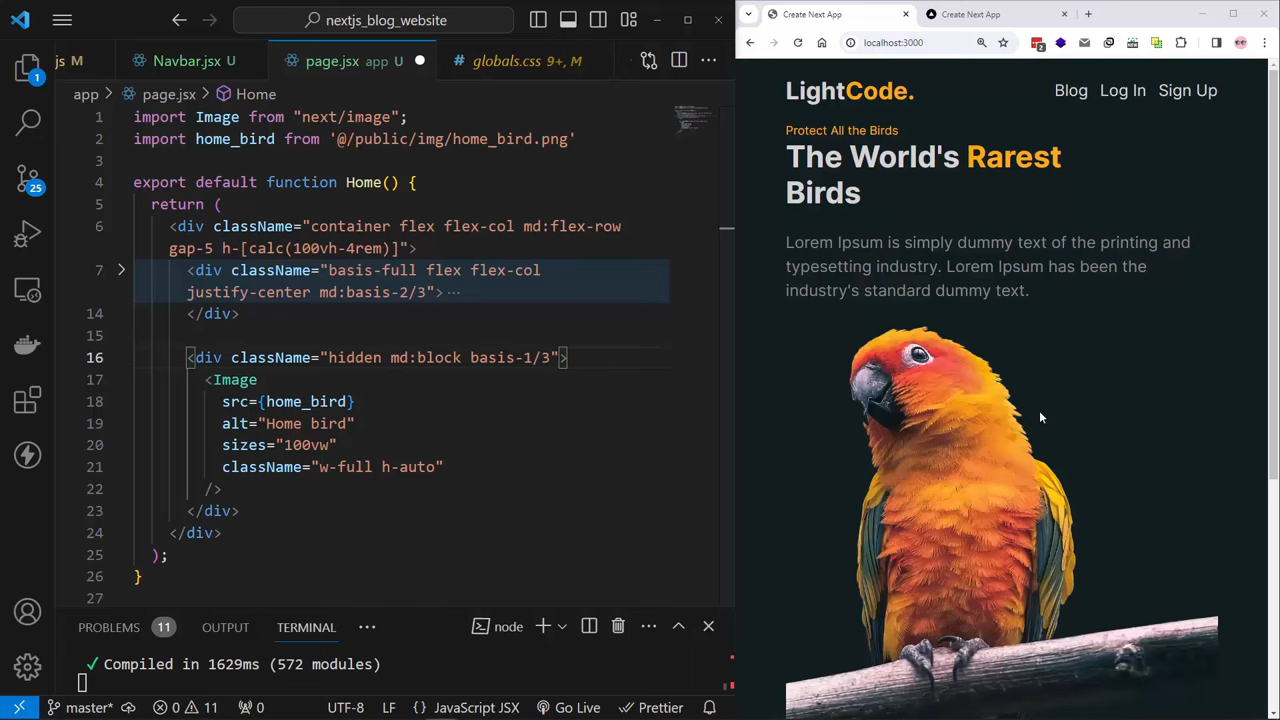 nextjs_blog_website
js M
Navbar.jsx U
page.jsx app U
globals.css 9+, M
app > page.jsx > Home
1 import Image from "next/image";
2 import home_bird from '@/public/img/home_bird.png'
3
4 export default function Home() {
5 return (
6 <div className="container flex flex-col md:flex-row
gap-5 h-[calc(100vh-4rem)]">
7 <div className="basis-full flex flex-col
justify-center md:basis-2/3">···
14 </div>
15
16 <div className="hidden md:block basis-1/3">
17 <Image
18 src={home_bird}
19 alt="Home bird"
20 sizes="100vw"
21 className="w-full h-auto"
22 />
23 </div>
24 </div>
25 );
26 }
27
1
25
PROBLEMS 11 OUTPUT TERMINAL ··· node
✓ Compiled in 1629ms (572 modules)
master* 0 11 0 UTF-8 LF JavaScript JSX Go Live Prettier
Create Next App
Create Next App
localhost:3000
2
LightCode.
Blog Log In Sign Up
Protect All the Birds
The World's Rarest
Birds
Lorem Ipsum is simply dummy text of the printing and
typesetting industry. Lorem Ipsum has been the
industry's standard dummy text.